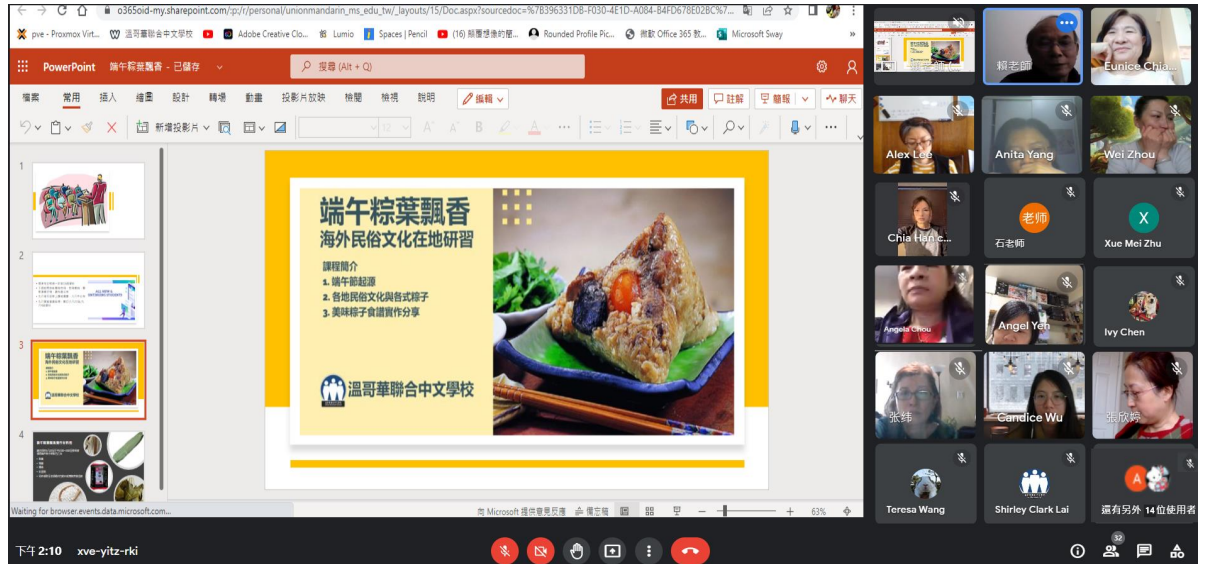 o365oid-my.sharepoint.com/:p:/r/personal/unionmandarin_ms_edu_tw/_layouts/15/Doc.aspx?sourcedoc=%7B396331DB-F030-4E1D-A084-B4FD678E02BC%7...
pve - Proxmox Virt...
溫哥華聯合中文學校
Adobe Creative Clo...
Lumio
Spaces | Pencil
Rounded Profile Pic...
微軟 Office 365 教...
Microsoft Sway
»
PowerPoint 端午粽葉飄香 - 已儲存
搜尋 (Alt + Q)
檔案 常用 插入 繪圖 設計 轉場 動畫 投影片放映 檢閱 檢視 說明 編輯 共用 註解 簡報 聊天
新增投影片 12 A A B A
1
2
3
4
端午粽葉飄香
海外民俗文化在地研習
課程簡介
1. 端午節起源
2. 各地民俗文化與各式粽子
3. 美味粽子食譜實作分享
溫哥華聯合中文學校
Waiting for browser.events.data.microsoft.com...
向 Microsoft 提供意見反應 備忘稿 63%
賴老師
Eunice Chia...
Alex Lee
Anita Yang
Wei Zhou
Chia Han c...
老师
石老師
X
Xue Mei Zhu
Angela Chou
Angel Yen
Ivy Chen
张纬
Candice Wu
張欣婷
Teresa Wang
Shirley Clark Lai
A
還有另外 14 位使用者
下午 2:10 xve-yitz-rki
32